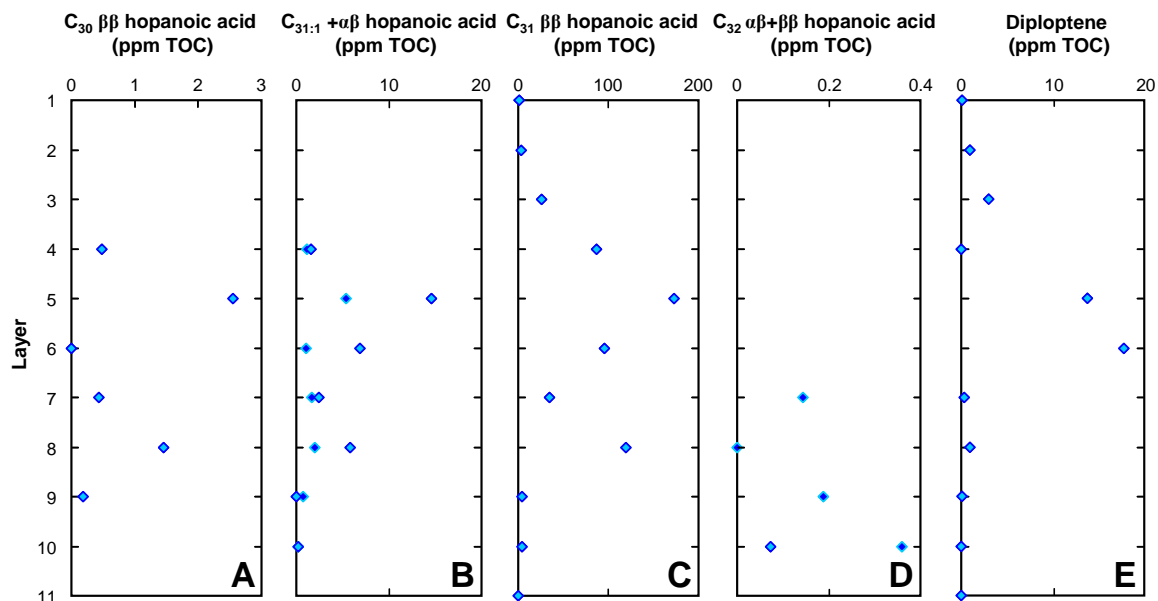 C₃₀ ββ hopanoic acid (ppm TOC)
C₃₁:₁ +αβ hopanoic acid (ppm TOC)
C₃₁ ββ hopanoic acid (ppm TOC)
C₃₂ αβ+ββ hopanoic acid (ppm TOC)
Diploptene (ppm TOC)
0 1 2 3
0 10 20
0 100 200
0 0.2 0.4
0 10 20
Layer
1
2
3
4
5
6
7
8
9
10
11
A
B
C
D
E